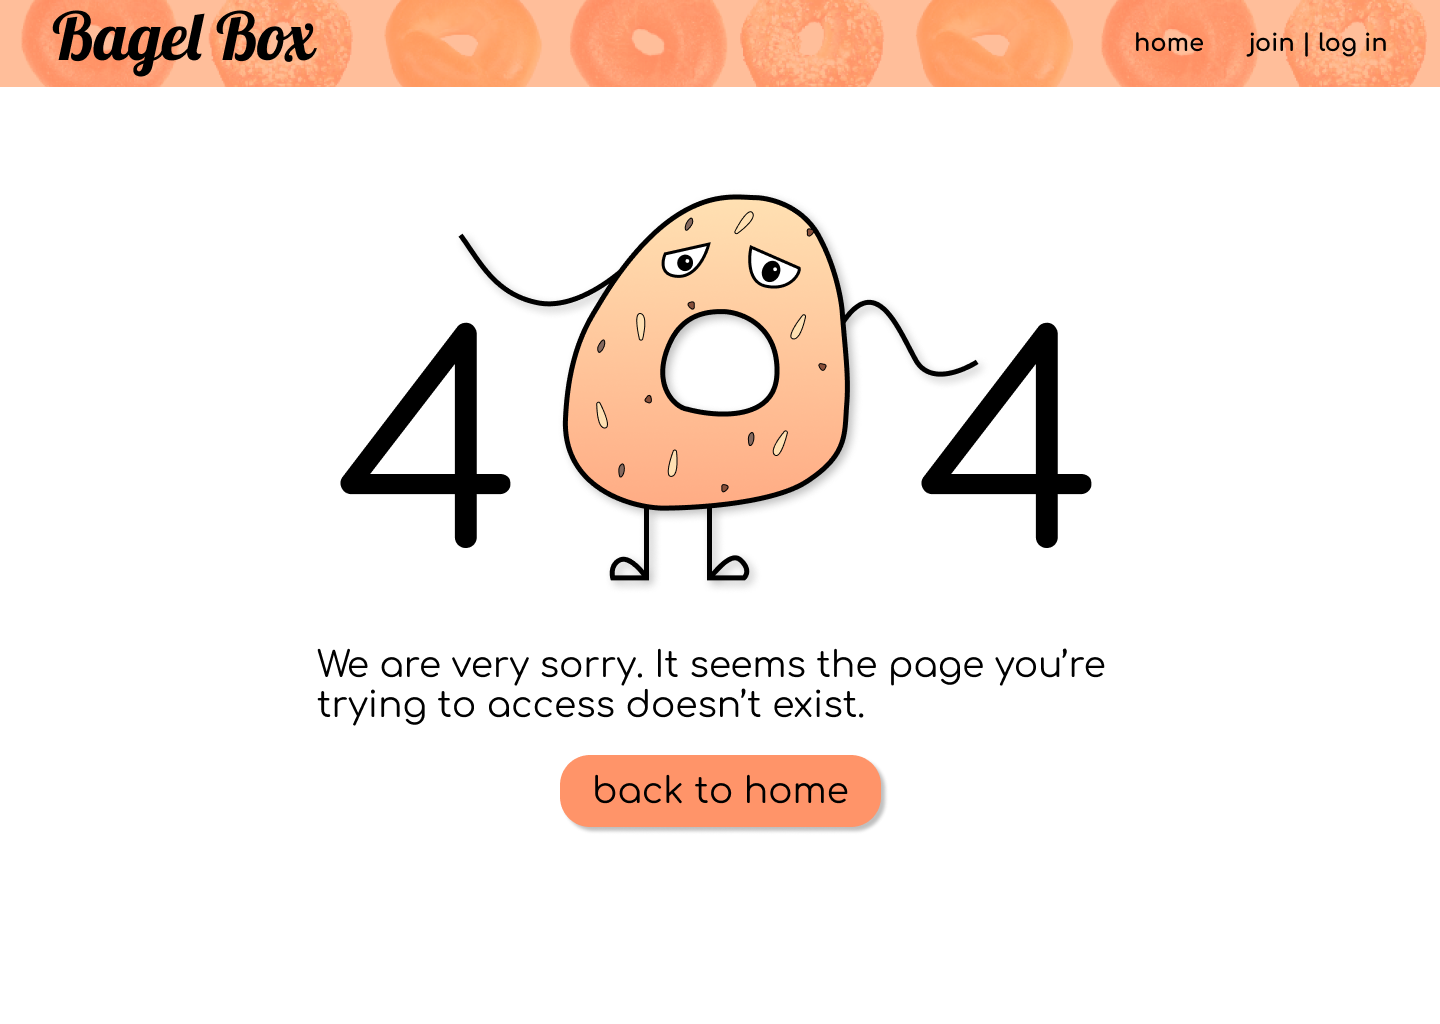 Bagel Box
home join | log in
4 4
We are very sorry. It seems the page you’re
trying to access doesn’t exist.
back to home